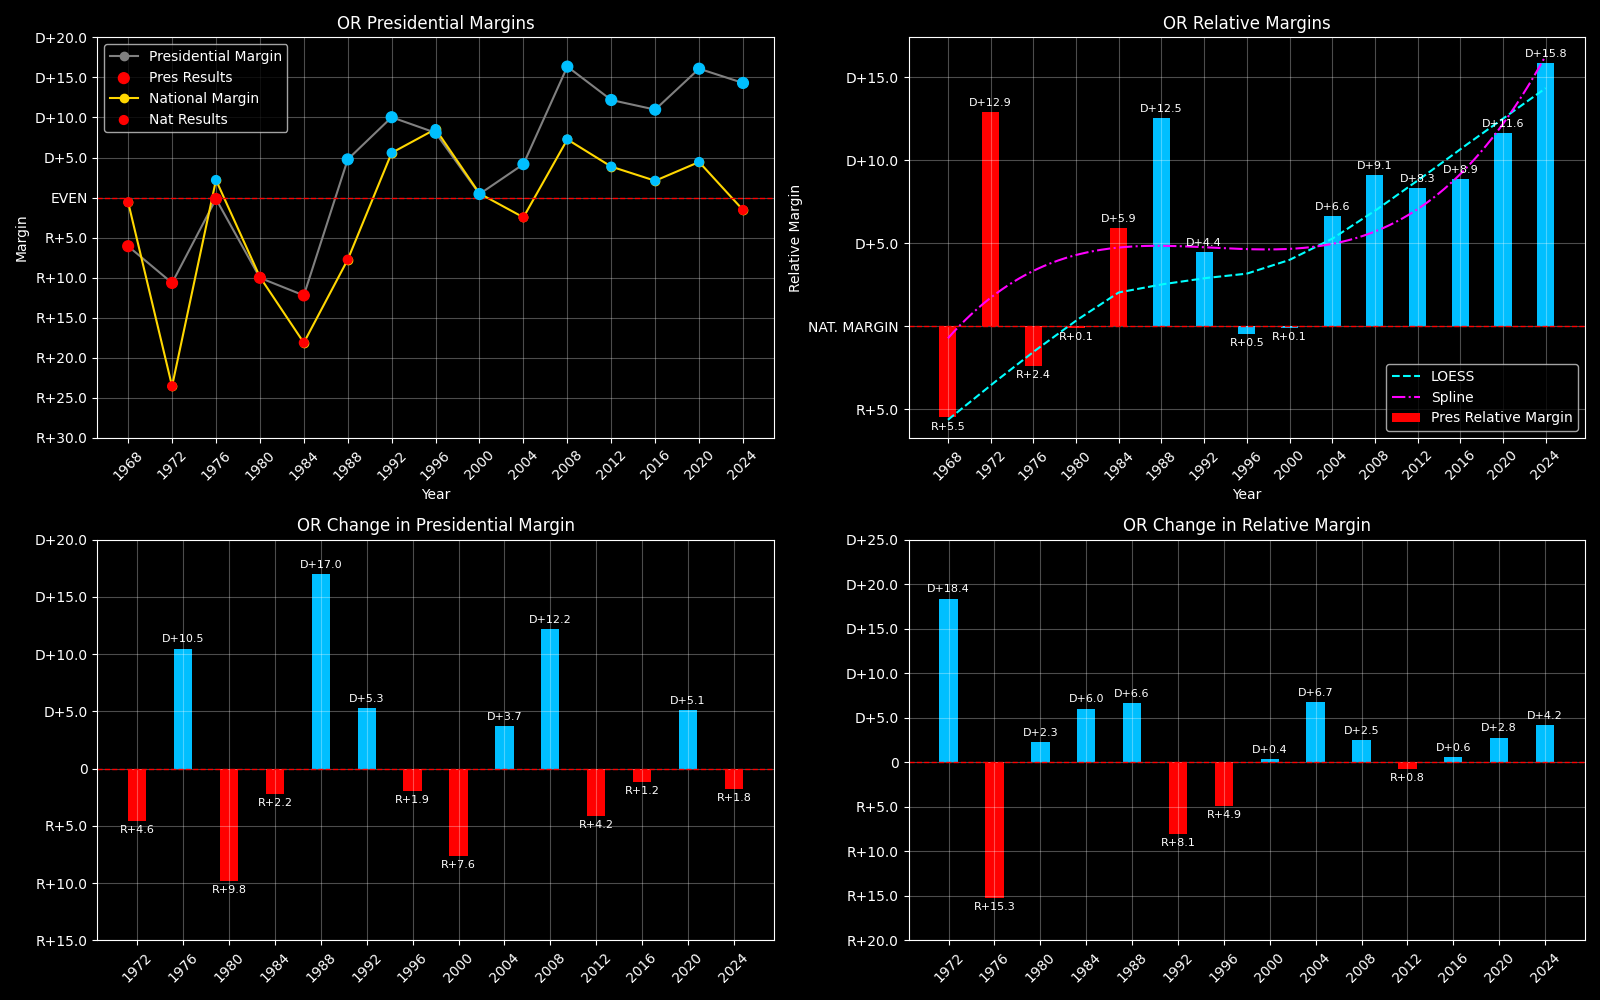 OR Presidential Margins
D+20.0
D+15.0
D+10.0
D+5.0
EVEN
R+5.0
R+10.0
R+15.0
R+20.0
R+25.0
R+30.0
Margin
Presidential Margin
Pres Results
National Margin
Nat Results
1968 1972 1976 1980 1984 1988 1992 1996 2000 2004 2008 2012 2016 2020 2024
Year
OR Relative Margins
D+15.0
D+10.0
D+5.0
NAT. MARGIN
R+5.0
Relative Margin
R+5.5
D+12.9
R+2.4
R+0.1
D+5.9
D+12.5
D+4.4
R+0.5
R+0.1
D+6.6
D+9.1
D+8.3
D+8.9
D+11.6
D+15.8
LOESS
Spline
Pres Relative Margin
1968 1972 1976 1980 1984 1988 1992 1996 2000 2004 2008 2012 2016 2020 2024
Year
OR Change in Presidential Margin
D+20.0
D+15.0
D+10.0
D+5.0
0
R+5.0
R+10.0
R+15.0
R+4.6
D+10.5
R+9.8
R+2.2
D+17.0
D+5.3
R+1.9
R+7.6
D+3.7
D+12.2
R+4.2
R+1.2
D+5.1
R+1.8
1972 1976 1980 1984 1988 1992 1996 2000 2004 2008 2012 2016 2020 2024
OR Change in Relative Margin
D+25.0
D+20.0
D+15.0
D+10.0
D+5.0
0
R+5.0
R+10.0
R+15.0
R+20.0
D+18.4
R+15.3
D+2.3
D+6.0
D+6.6
R+8.1
R+4.9
D+0.4
D+6.7
D+2.5
R+0.8
D+0.6
D+2.8
D+4.2
1972 1976 1980 1984 1988 1992 1996 2000 2004 2008 2012 2016 2020 2024